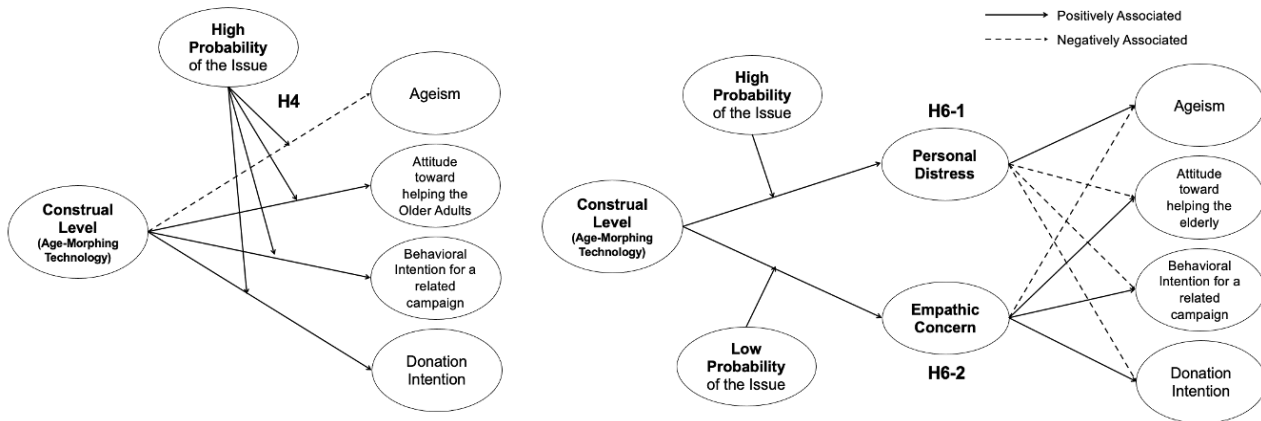 High
Probability
of the Issue
H4
Ageism
Attitude
toward
helping the
Older Adults
Construal
Level
(Age-Morphing
Technology)
Behavioral
Intention for a
related
campaign
Donation
Intention
Positively Associated
Negatively Associated
High
Probability
of the Issue
H6-1
Ageism
Personal
Distress
Attitude
toward
helping the
elderly
Construal
Level
(Age-Morphing
Technology)
Behavioral
Intention for a
related
campaign
Empathic
Concern
Low
Probability
of the Issue
H6-2
Donation
Intention